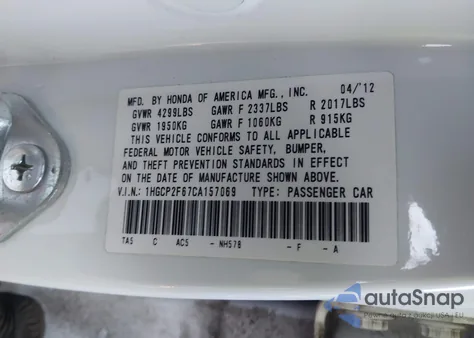 MFD. BY HONDA OF AMERICA MFG., INC. 04/'12
GVWR 4299LBS GAWR F 2337LBS R 2017LBS
GVWR 1950KG GAWR F 1060KG R 915KG
THIS VEHICLE CONFORMS TO ALL APPLICABLE
FEDERAL MOTOR VEHICLE SAFETY, BUMPER,
AND THEFT PREVENTION STANDARDS IN EFFECT
ON THE DATE OF MANUFACTURE SHOWN ABOVE.
V.I.N.: 1HGCP2F67CA157069 TYPE: PASSENGER CAR
TA5 C AC5 -NH578 -F -A
autoSnap